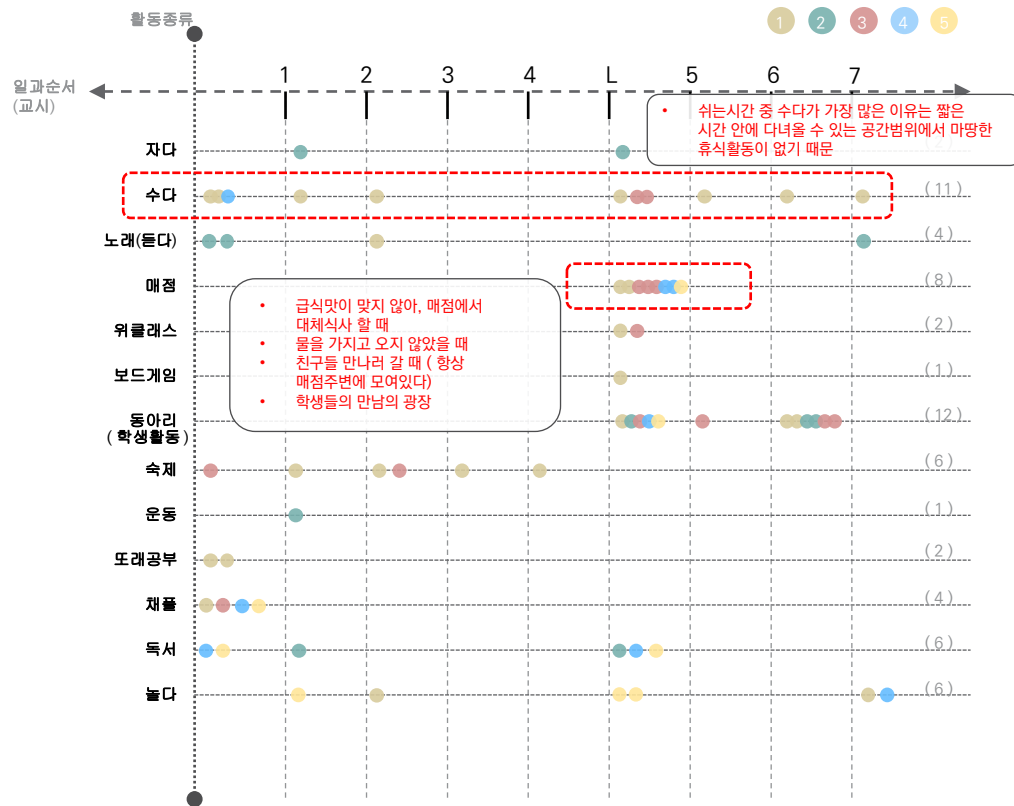 활동종류
1 2 3 4 5
일과순서
(교시)
1 2 3 4 L 5 6 7
• 쉬는시간 중 수다가 가장 많은 이유는 짧은
시간 안에 다녀올 수 있는 공간범위에서 마땅한
휴식활동이 없기 때문
자다
수다 (11)
노래(듣다) (4)
매점 (8)
• 급식맛이 맞지 않아, 매점에서
대체식사 할 때
• 물을 가지고 오지 않았을 때
• 친구들 만나러 갈 때 ( 항상
매점주변에 모여있다)
• 학생들의 만남의 광장
위클래스 (2)
보드게임 (1)
동아리 (12)
( 학생활동 )
숙제 (6)
운동 (1)
또래공부 (2)
채플 (4)
독서 (6)
놀다 (6)